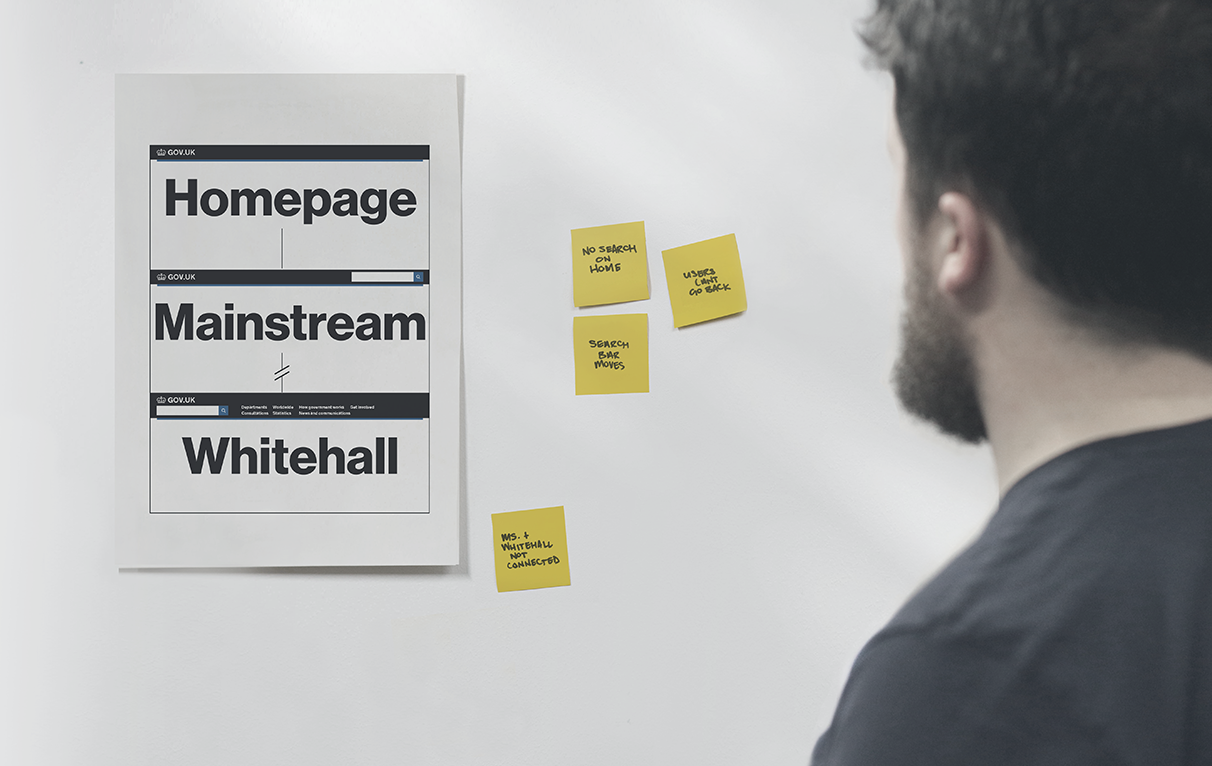 GOV.UK
Homepage
GOV.UK
Mainstream
GOV.UK
Departments Worldwide How government works Get involved
Consultations Statistics News and communications
Whitehall
NO SEARCH
ON
HOME
USERS
CANT
GO BACK
SEARCH
BAR
MOVES
MS. +
WHITEHALL
NOT
CONNECTED